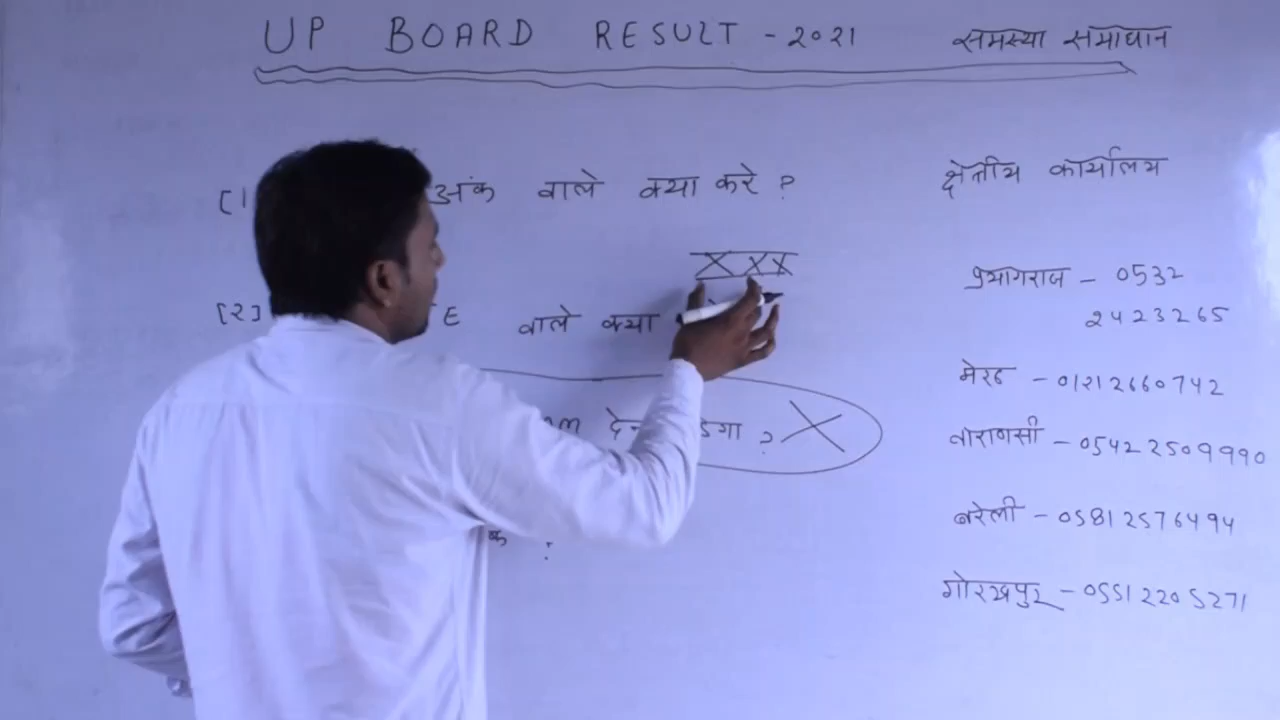 UP BOARD RESULT - 2021 समस्या समाधान
[1] अंक वाले क्या करे ?
XXX
[2] E वाले क्या
?
क्षेत्रीय कार्यालय
प्रयागराज - 0532
2423265
मेरठ - 01212660742
वाराणसी - 05422509990
बरेली - 05812576494
गोरखपुर - 05512205271